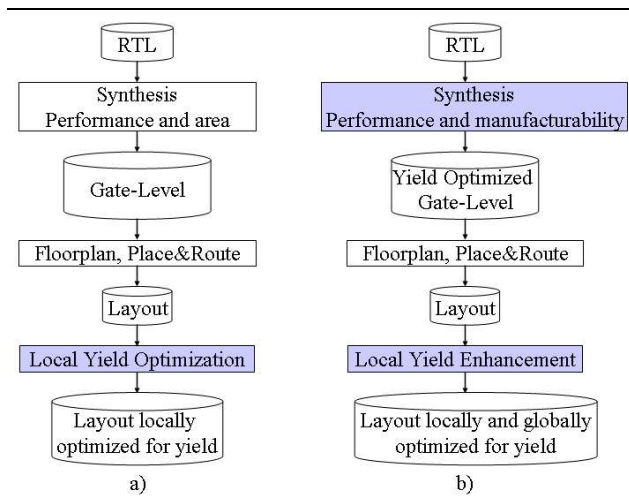 RTL
Synthesis
Performance and area
Gate-Level
Floorplan, Place&Route
Layout
Local Yield Optimization
Layout locally
optimized for yield
a)
RTL
Synthesis
Performance and manufacturability
Yield Optimized
Gate-Level
Floorplan, Place&Route
Layout
Local Yield Enhancement
Layout locally and globally
optimized for yield
b)